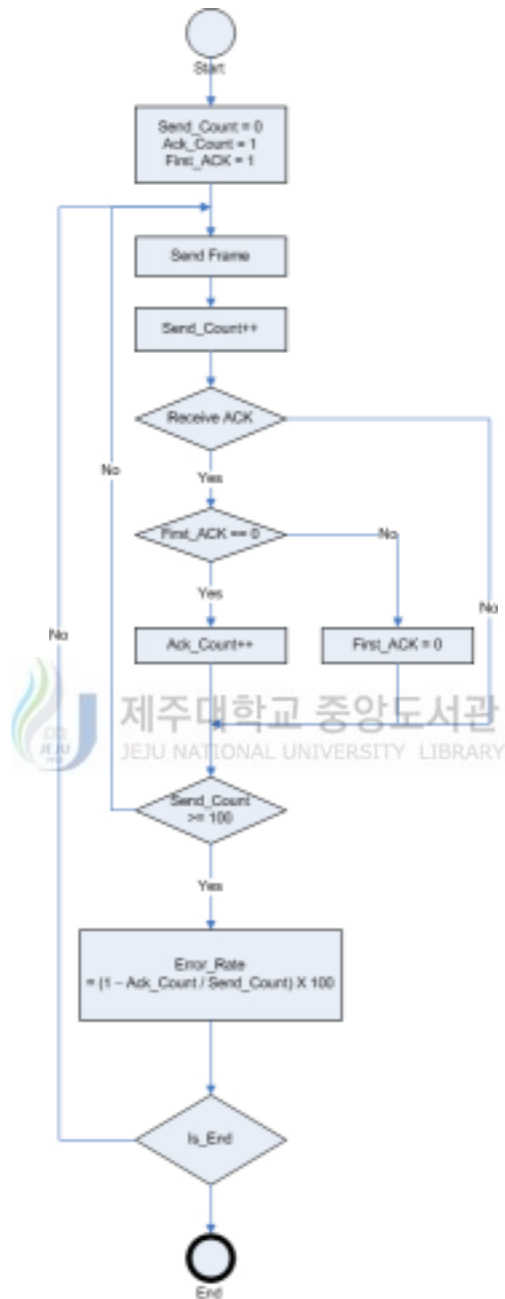 Start
Send_Count = 0
Ack_Count = 1
First_ACK = 1
Send Frame
Send_Count++
Receive ACK
No
Yes
First_ACK == 0
No
Yes
No
No
Ack_Count++
First_ACK = 0
제주대학교 중앙도서관
JEJU NATIONAL UNIVERSITY LIBRARY
JEJU
1952
Send_Count
>= 100
Yes
Error_Rate
= (1 – Ack_Count / Send_Count) X 100
Is_End
End